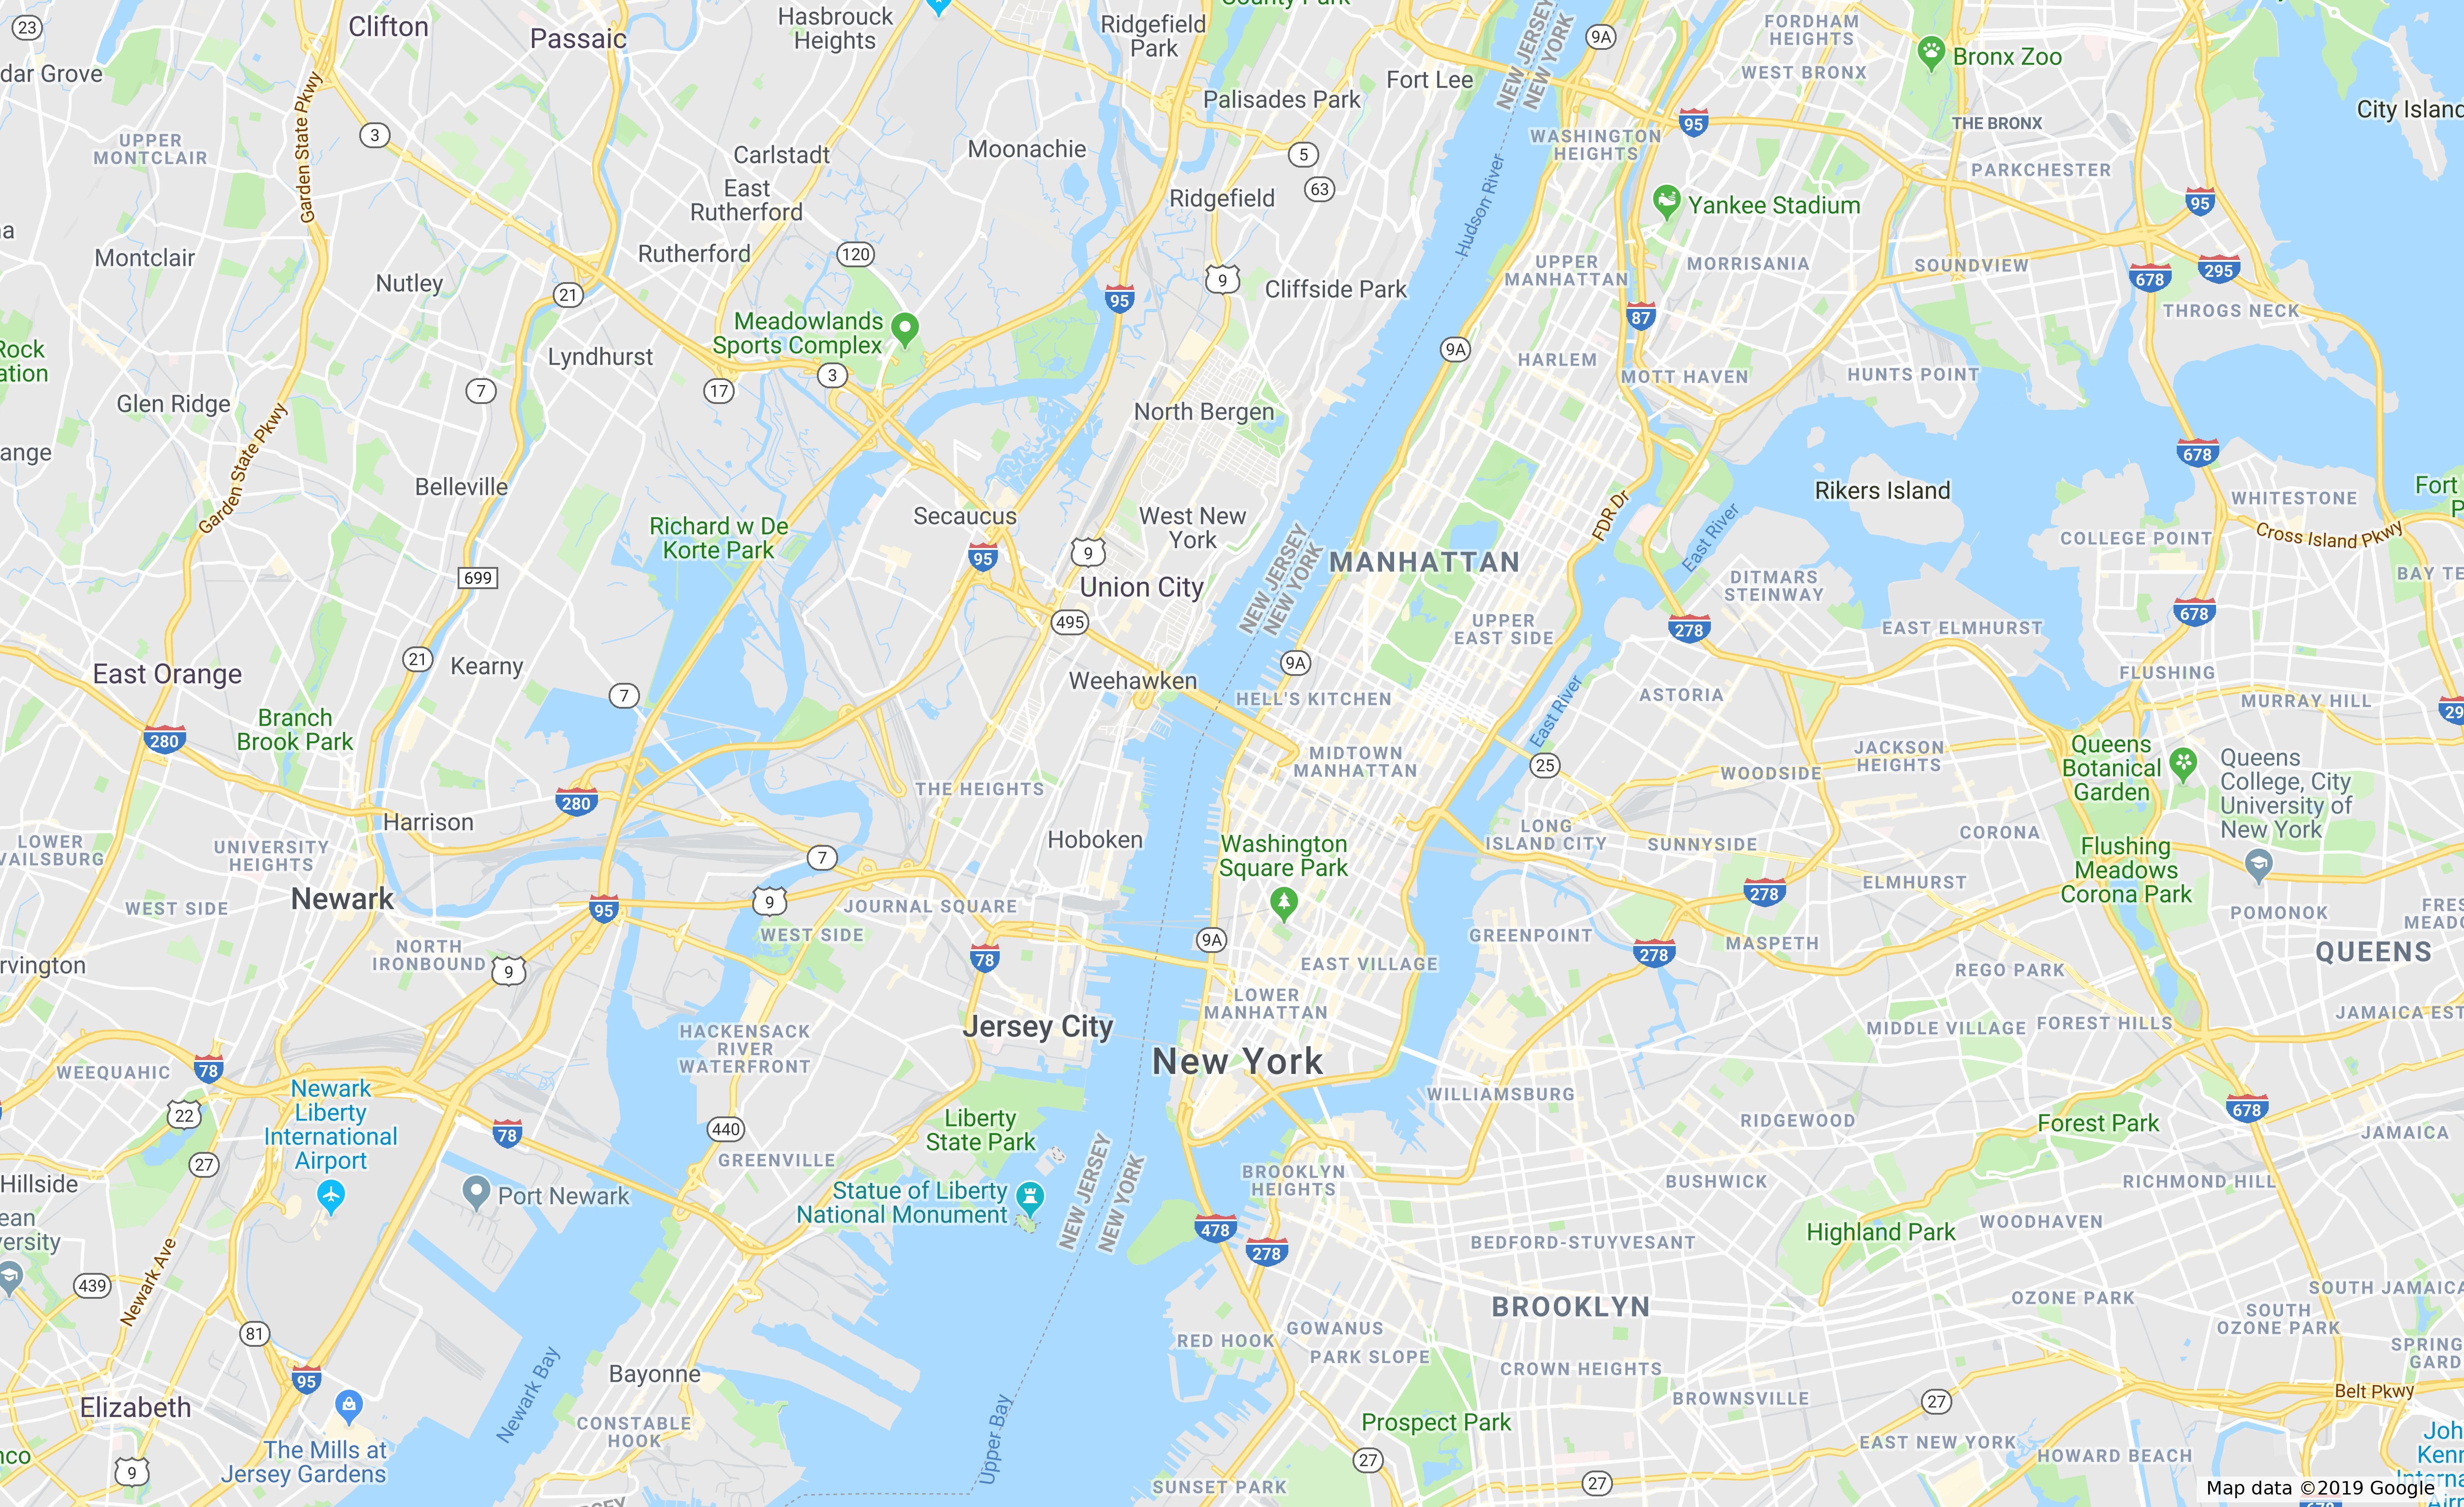 23
Clifton
Passaic
Hasbrouck
Heights
Ridgefield
Park
County Park
9A
FORDHAM
HEIGHTS
Bronx Zoo
dar Grove
Fort Lee
NEW JERSEY
NEW YORK
WEST BRONX
Palisades Park
City Island
Garden State Pkwy
3
UPPER
MONTCLAIR
Carlstadt
Moonachie
5
WASHINGTON
HEIGHTS
95
THE BRONX
PARKCHESTER
East
Rutherford
Ridgefield
63
Hudson River
Yankee Stadium
95
na
Montclair
Rutherford
120
Nutley
21
95
9
Cliffside Park
UPPER
MANHATTAN
MORRISANIA
SOUNDVIEW
678
295
THROGS NECK
87
Meadowlands
Sports Complex
Rock
ation
Lyndhurst
3
17
7
9A
HARLEM
MOTT HAVEN
HUNTS POINT
Glen Ridge
Garden State Pkwy
North Bergen
ange
678
Belleville
Secaucus
95
West New
York
Richard w De
Korte Park
FDR Dr
East River
Rikers Island
WHITESTONE
Fort
COLLEGE POINT
Cross Island Pkwy
NEW JERSEY
NEW YORK
MANHATTAN
9
Union City
699
DITMARS
STEINWAY
BAY TE
495
UPPER
EAST SIDE
278
EAST ELMHURST
678
21
Kearny
East Orange
7
Weehawken
9A
HELL'S KITCHEN
East River
ASTORIA
FLUSHING
MURRAY HILL
29
Branch
Brook Park
280
MIDTOWN
MANHATTAN
25
WOODSIDE
JACKSON
HEIGHTS
Queens
Botanical
Garden
Queens
College, City
University of
New York
280
THE HEIGHTS
Harrison
Hoboken
LOWER
VAILSBURG
UNIVERSITY
HEIGHTS
7
Washington
Square Park
LONG
ISLAND CITY
SUNNYSIDE
CORONA
Flushing
Meadows
Corona Park
Newark
278
ELMHURST
WEST SIDE
95
9
JOURNAL SQUARE
POMONOK
FRES
MEADO
WEST SIDE
NORTH
IRONBOUND
9
78
9A
EAST VILLAGE
GREENPOINT
278
MASPETH
QUEENS
rvington
REGO PARK
LOWER
MANHATTAN
HACKENSACK
RIVER
WATERFRONT
Jersey City
MIDDLE VILLAGE
FOREST HILLS
JAMAICA EST
New York
WEEQUAHIC
78
Newark
Liberty
International
Airport
22
78
440
Liberty
State Park
WILLIAMSBURG
RIDGEWOOD
678
Forest Park
JAMAICA
27
GREENVILLE
NEW JERSEY
NEW YORK
Hillside
Port Newark
Statue of Liberty
National Monument
BROOKLYN
HEIGHTS
BUSHWICK
RICHMOND HILL
ean
versity
478
278
BEDFORD-STUYVESANT
Highland Park
WOODHAVEN
439
Newark Ave
BROOKLYN
OZONE PARK
SOUTH JAMAICA
81
RED HOOK
GOWANUS
PARK SLOPE
SOUTH
OZONE PARK
SPRING
GARD
95
Newark Bay
Bayonne
CROWN HEIGHTS
BROWNSVILLE
27
Belt Pkwy
Elizabeth
CONSTABLE
HOOK
Upper Bay
Prospect Park
EAST NEW YORK
HOWARD BEACH
John
Kenn
The Mills at
Jersey Gardens
nco
9
27
27
SUNSET PARK
Map data ©2019 Google